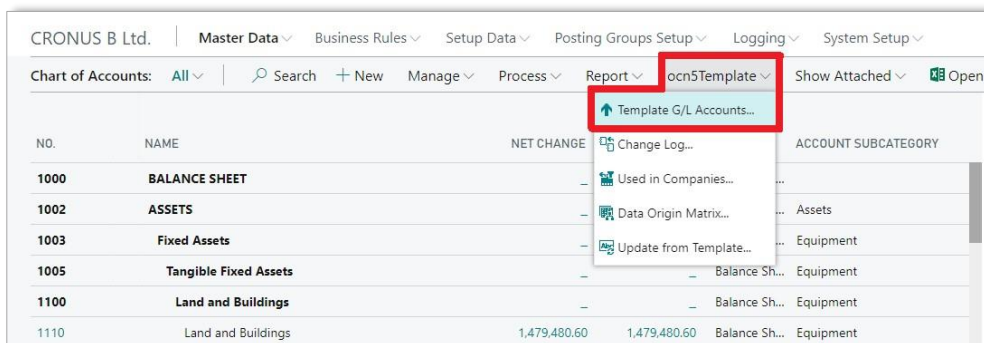 CRONUS B Ltd. Master Data Business Rules Setup Data Posting Groups Setup Logging System Setup
Chart of Accounts: All Search + New Manage Process Report ocn5Template Show Attached Open
Template G/L Accounts...
NO. NAME NET CHANGE Change Log... ACCOUNT SUBCATEGORY
1000 BALANCE SHEET _ Used in Companies... ...
1002 ASSETS _ Data Origin Matrix... ... Assets
1003 Fixed Assets _ Update from Template... ... Equipment
1005 Tangible Fixed Assets _ _ Balance Sh... Equipment
1100 Land and Buildings _ _ Balance Sh... Equipment
1110 Land and Buildings 1,479,480.60 1,479,480.60 Balance Sh... Equipment